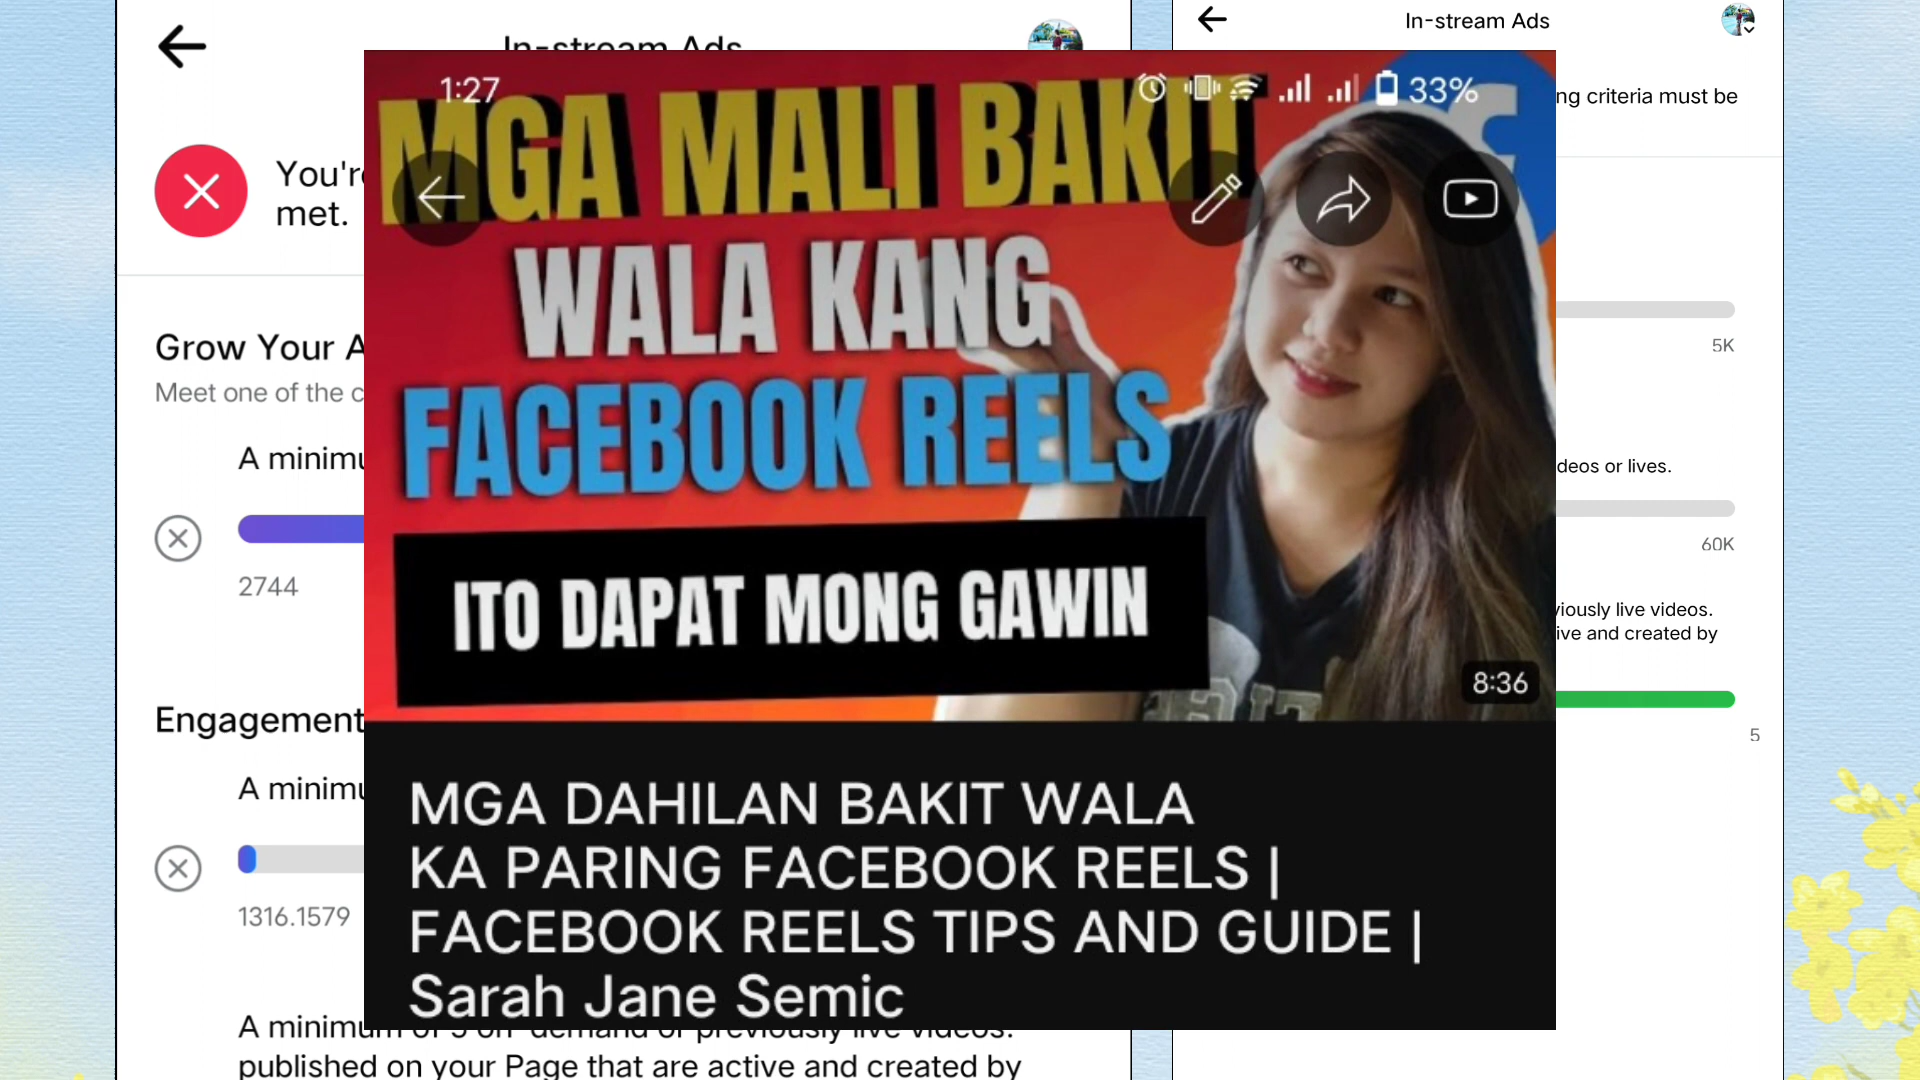 In-stream Ads
You're
met.
Grow Your A
Meet one of the c
A minimu
2744
Engagement
A minimu
1316.1579
A minimum of 5 on-demand or previously live videos.
published on your Page that are active and created by
1:27
33%
MGA MALI BAKIT
WALA KANG
FACEBOOK REELS
ITO DAPAT MONG GAWIN
8:36
MGA DAHILAN BAKIT WALA
KA PARING FACEBOOK REELS |
FACEBOOK REELS TIPS AND GUIDE |
Sarah Jane Semic
In-stream Ads
ng criteria must be
5K
deos or lives.
60K
viously live videos.
ive and created by
5